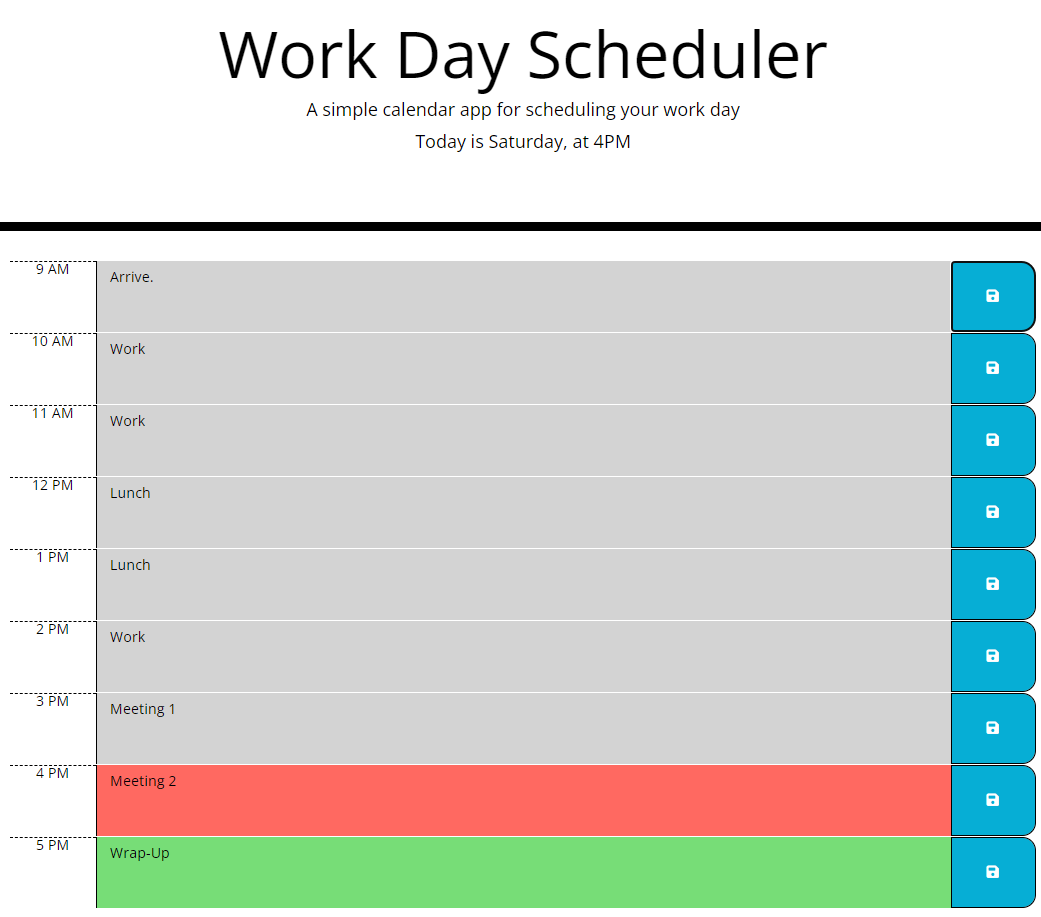 Work Day Scheduler
A simple calendar app for scheduling your work day
Today is Saturday, at 4PM
9 AM Arrive.
10 AM Work
11 AM Work
12 PM Lunch
1 PM Lunch
2 PM Work
3 PM Meeting 1
4 PM Meeting 2
5 PM Wrap-Up